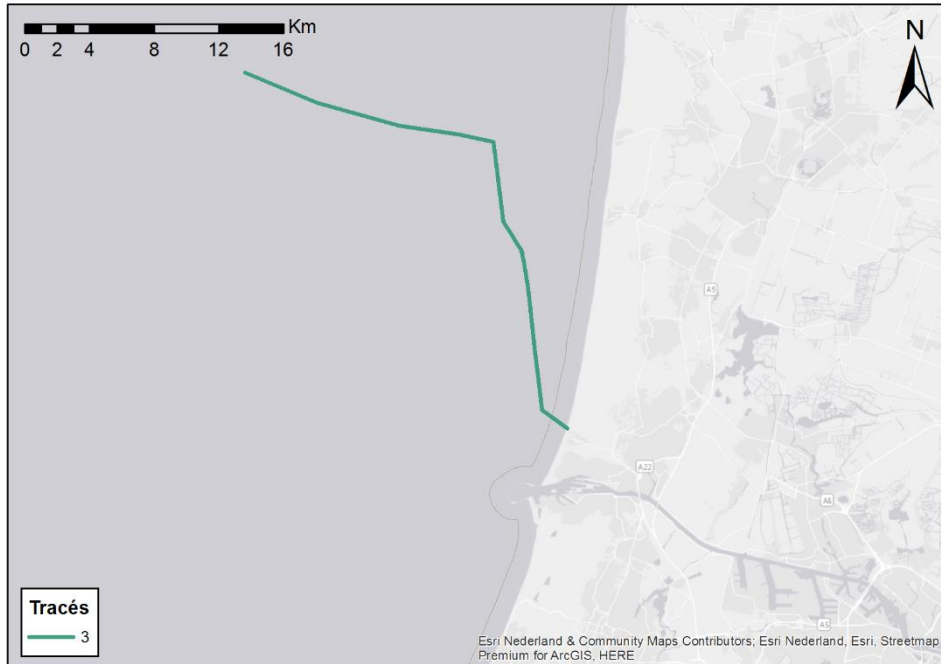 Km
0 2 4 8 12 16
N
A9
A22
A8
A5
Tracés
3
Esri Nederland & Community Maps Contributors; Esri Nederland, Esri, Streetmap
Premium for ArcGIS, HERE